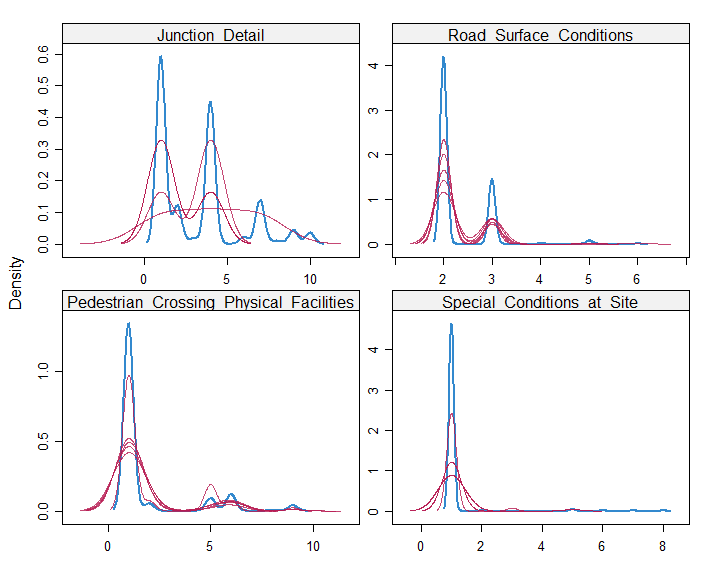 Junction Detail
0.0 0.1 0.2 0.3 0.4 0.5 0.6
0 5 10
Road Surface Conditions
0 1 2 3 4
2 3 4 5 6
Density
Pedestrian Crossing Physical Facilities
0.0 0.5 1.0
0 5 10
Special Conditions at Site
0 1 2 3 4
0 2 4 6 8